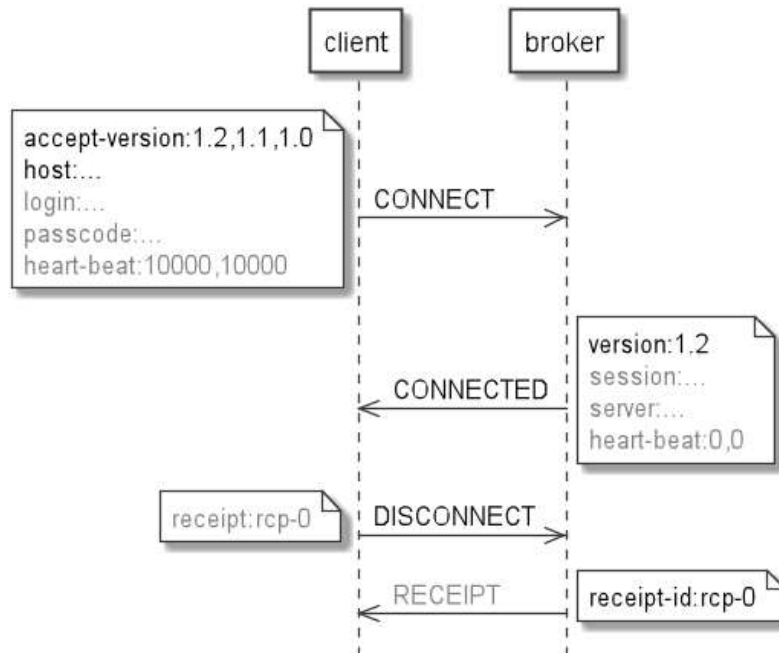 client
broker
accept-version:1.2,1.1,1.0
host:...
login:...
passcode:...
heart-beat:10000,10000
CONNECT
version:1.2
session:...
server:...
heart-beat:0,0
CONNECTED
receipt:rcp-0
DISCONNECT
RECEIPT
receipt-id:rcp-0